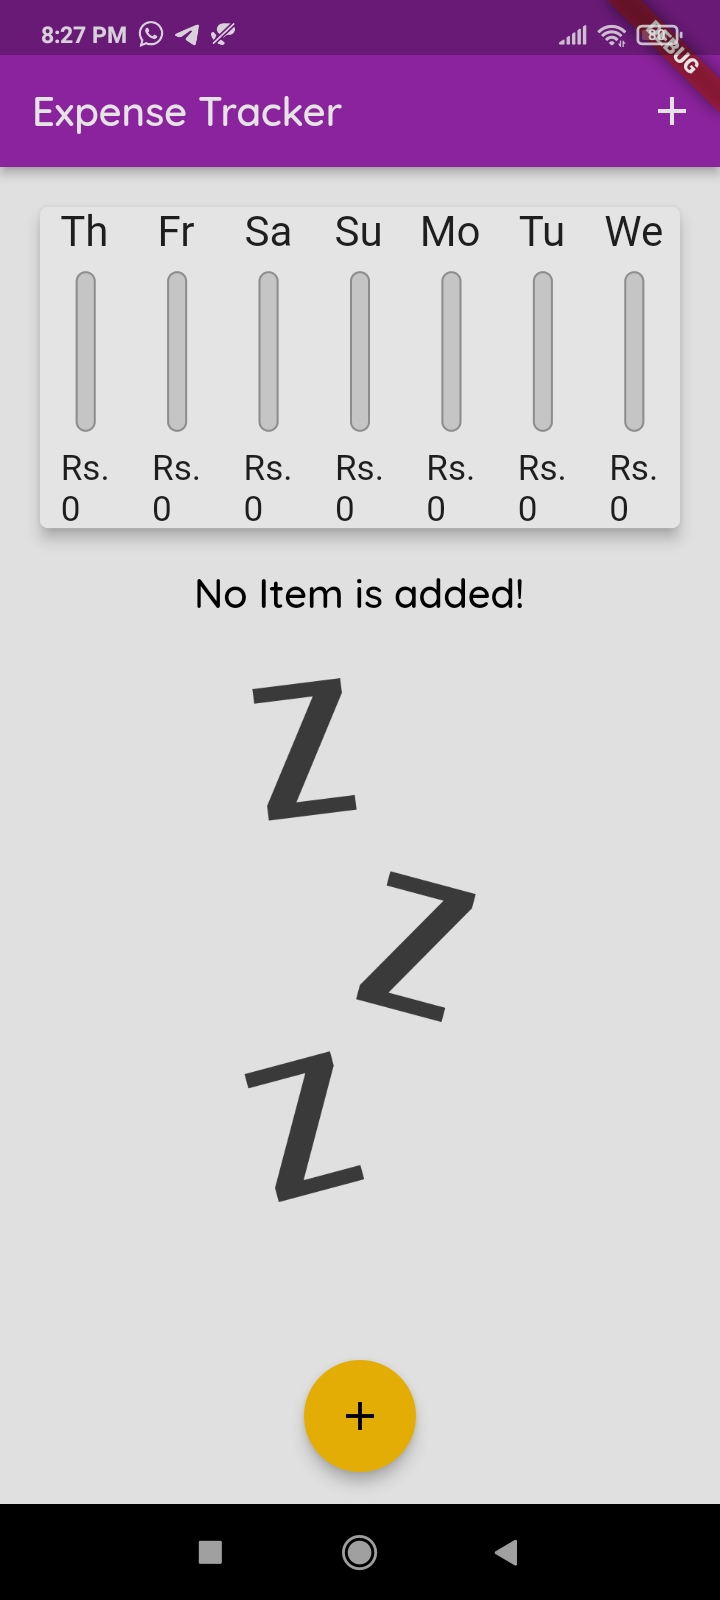 8:27 PM
80
DEBUG
Expense Tracker
Th Fr Sa Su Mo Tu We
Rs. Rs. Rs. Rs. Rs. Rs. Rs.
0 0 0 0 0 0 0
No Item is added!
Z
Z
Z